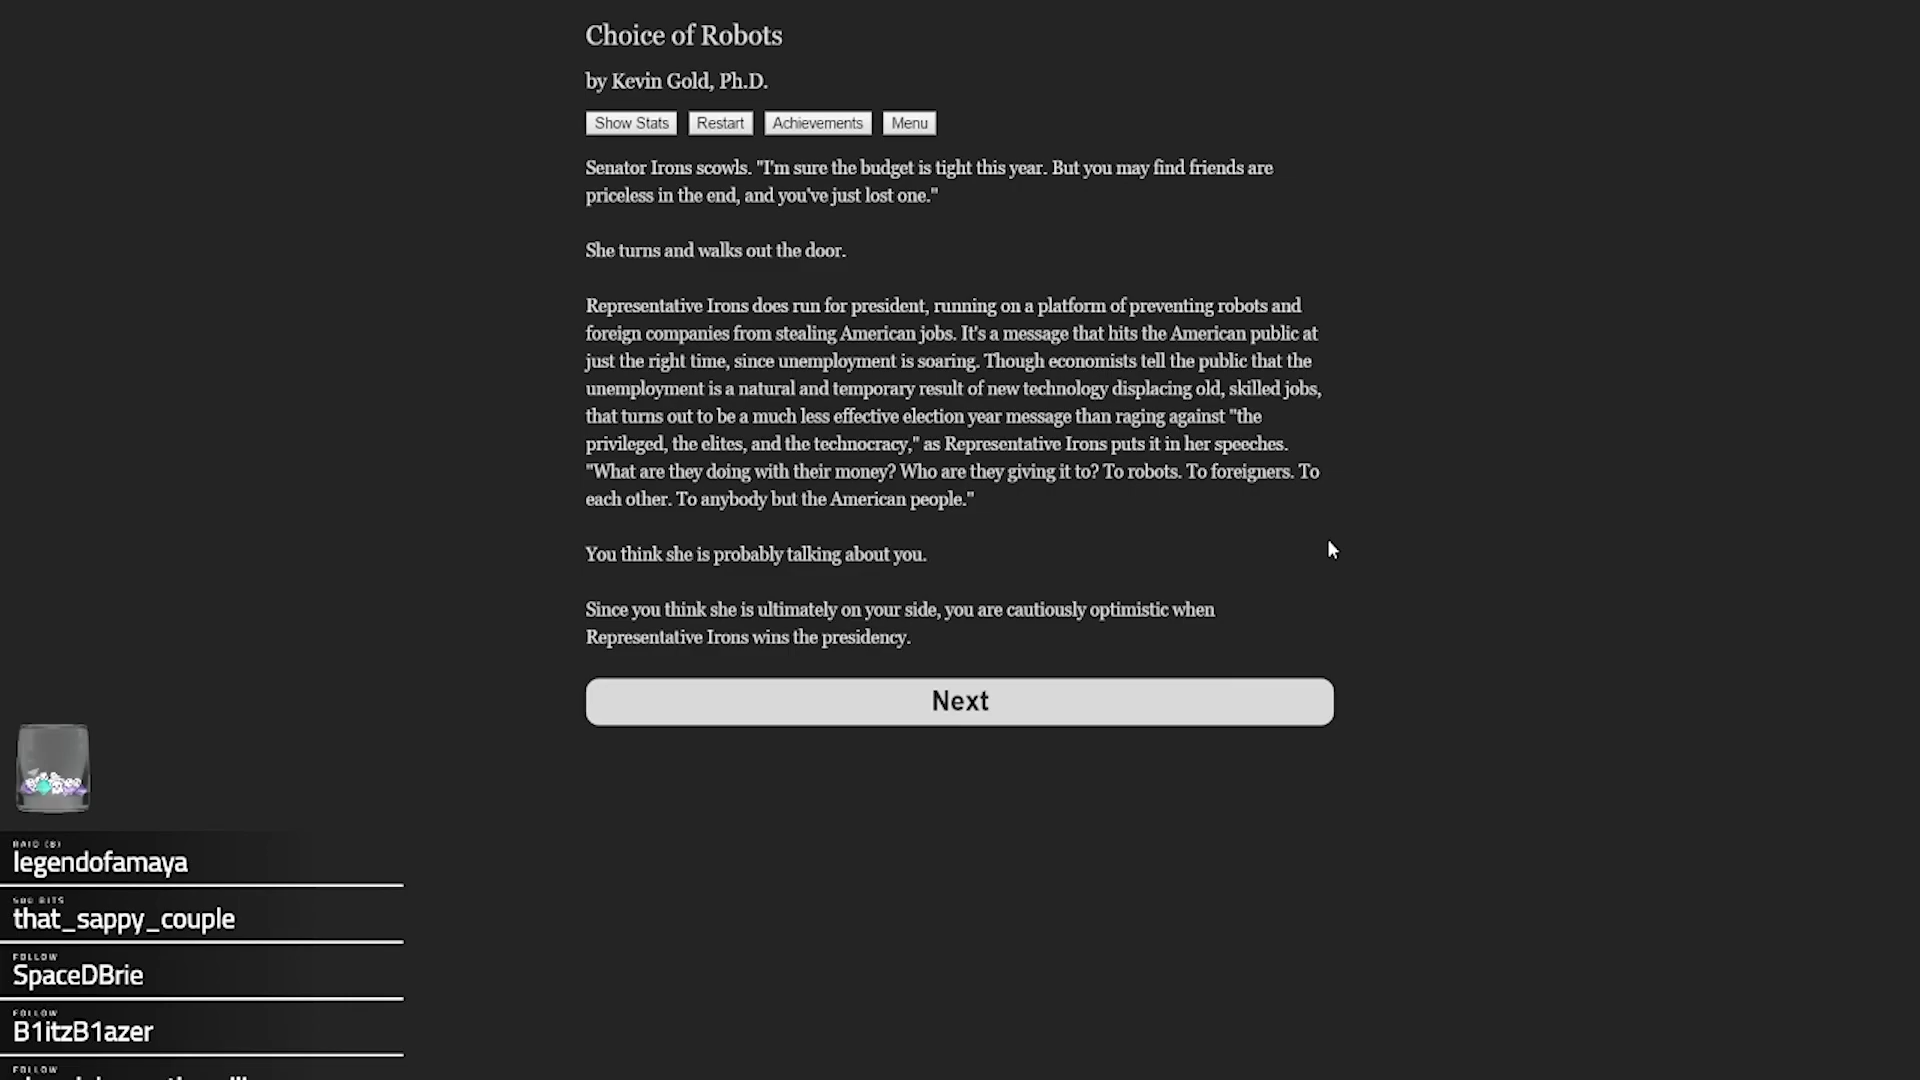 Choice of Robots
by Kevin Gold, Ph.D.
Show Stats Restart Achievements Menu
Senator Irons scowls. "I'm sure the budget is tight this year. But you may find friends are
priceless in the end, and you've just lost one."
She turns and walks out the door.
Representative Irons does run for president, running on a platform of preventing robots and
foreign companies from stealing American jobs. It's a message that hits the American public at
just the right time, since unemployment is soaring. Though economists tell the public that the
unemployment is a natural and temporary result of new technology displacing old, skilled jobs,
that turns out to be a much less effective election year message than raging against "the
privileged, the elites, and the technocracy," as Representative Irons puts it in her speeches.
"What are they doing with their money? Who are they giving it to? To robots. To foreigners. To
each other. To anybody but the American people."
You think she is probably talking about you.
Since you think she is ultimately on your side, you are cautiously optimistic when
Representative Irons wins the presidency.
Next
RAID (8)
legendofamaya
500 BITS
that_sappy_couple
FOLLOW
SpaceDBrie
FOLLOW
B1itzB1azer
FOLLOW